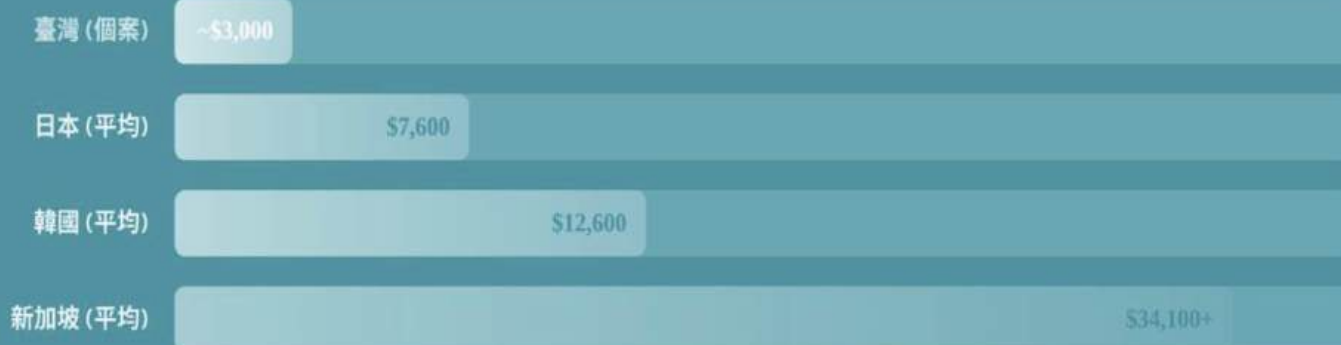 臺灣 (個案) ~$3,000
日本 (平均) $7,600
韓國 (平均) $12,600
新加坡 (平均) $34,100+